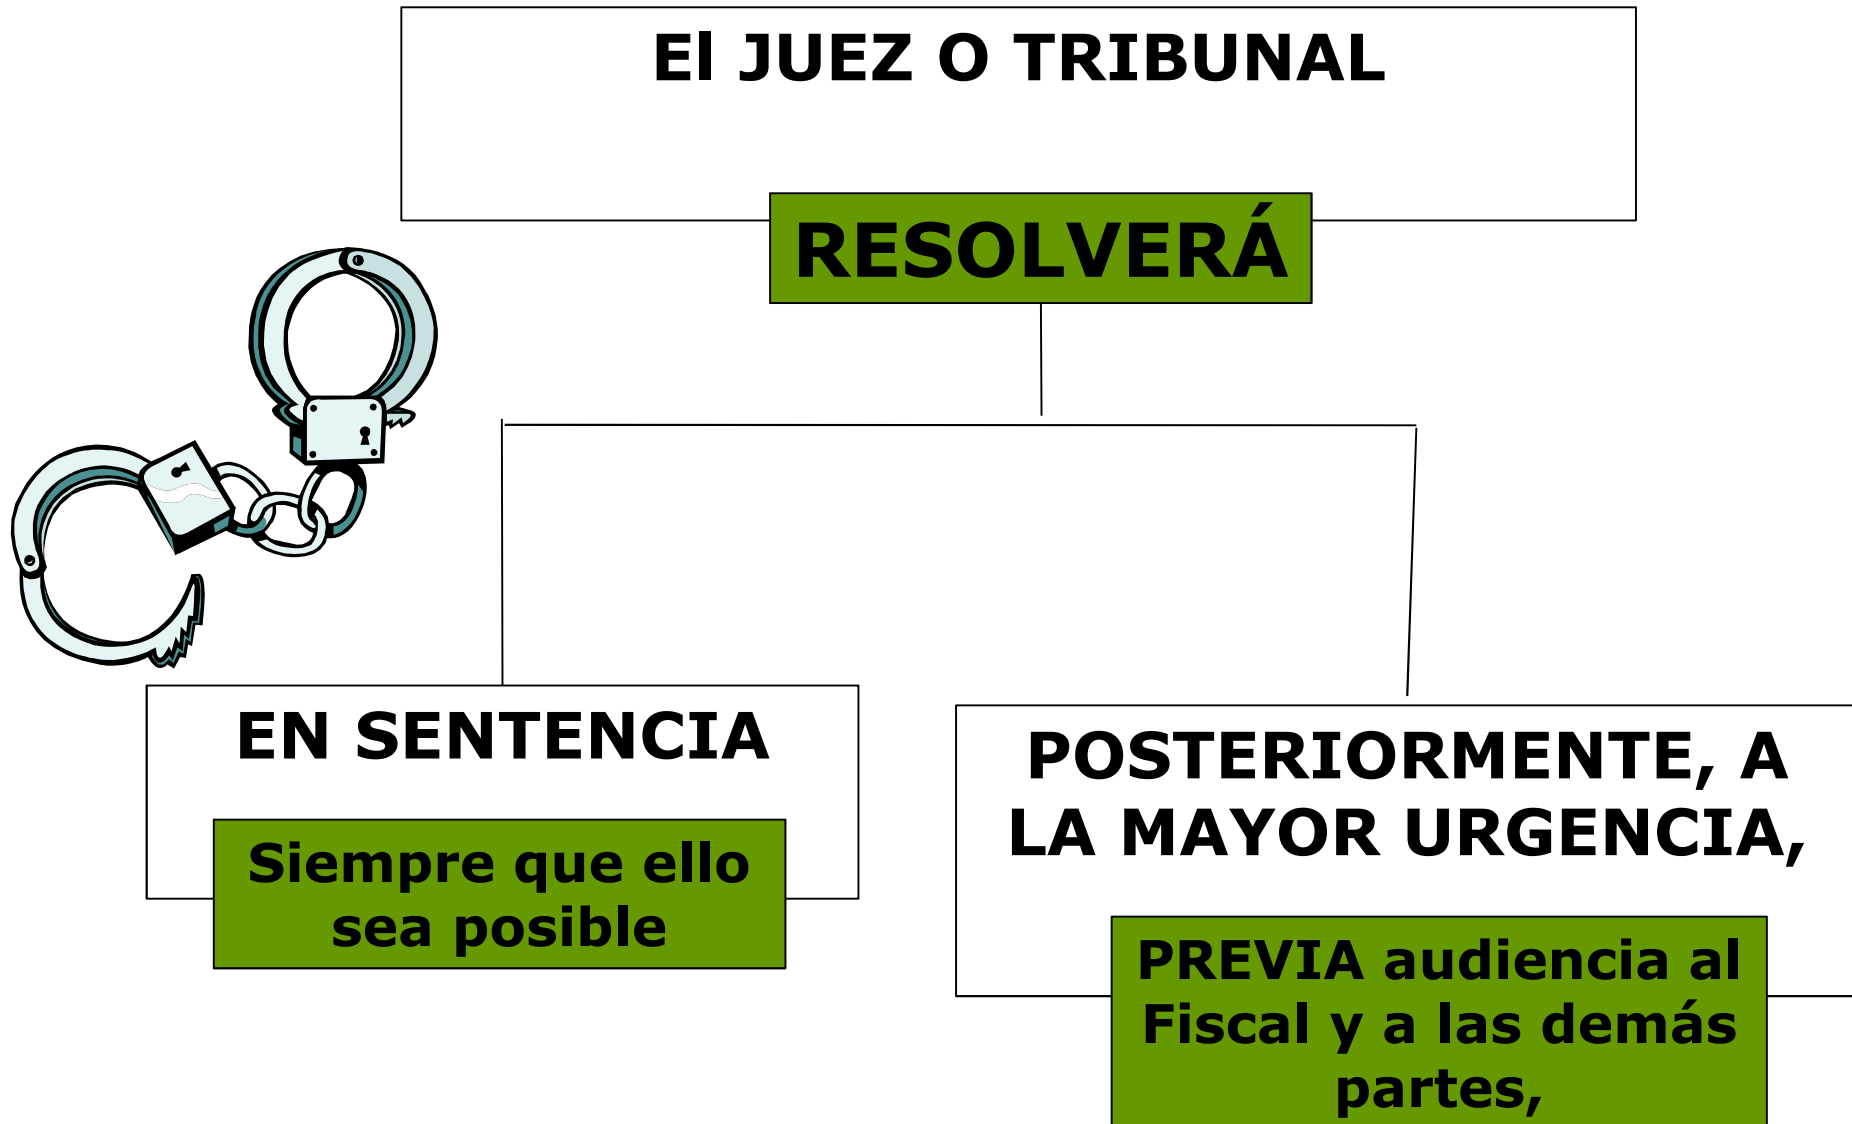 El JUEZ O TRIBUNAL
RESOLVERÁ
EN SENTENCIA
Siempre que ello
sea posible
POSTERIORMENTE, A
LA MAYOR URGENCIA,
PREVIA audiencia al
Fiscal y a las demás
partes,